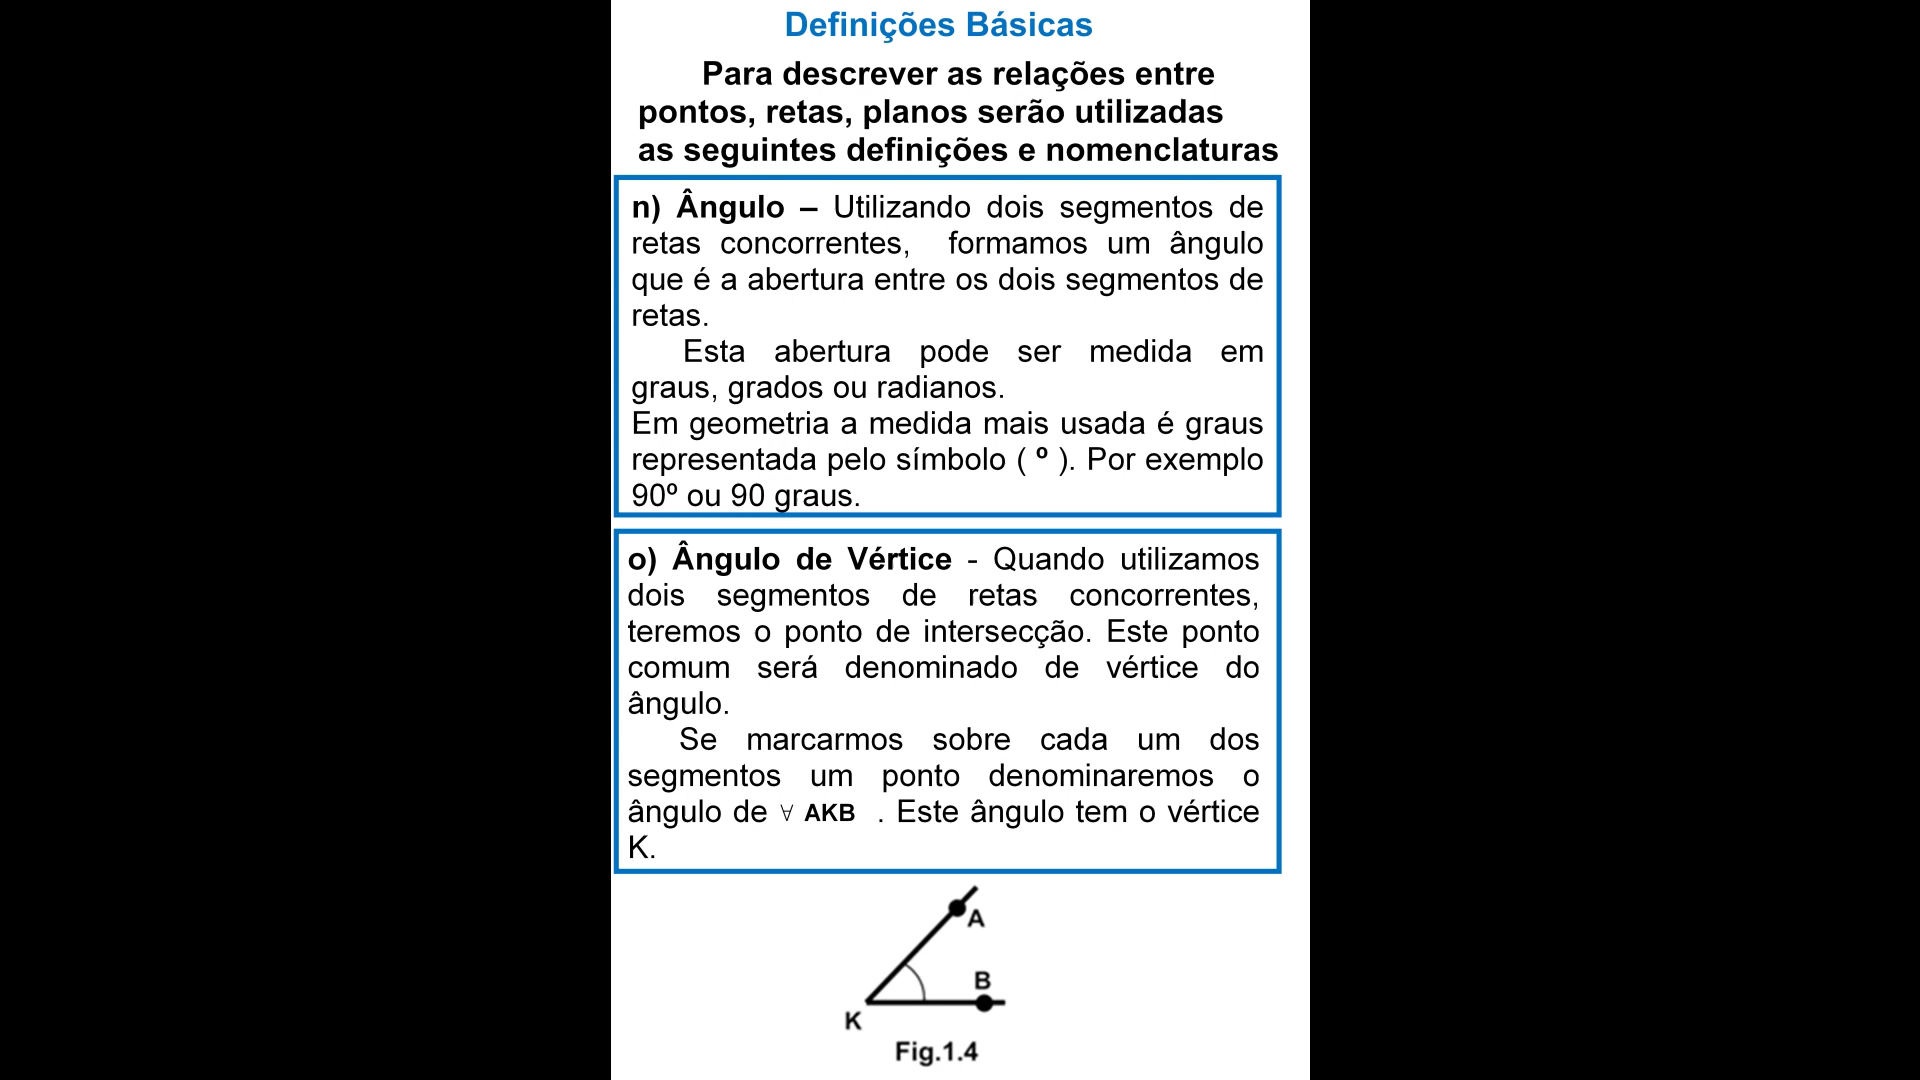 Definições Básicas
Para descrever as relações entre
pontos, retas, planos serão utilizadas
as seguintes definições e nomenclaturas
n) Ângulo – Utilizando dois segmentos de
retas concorrentes, formamos um ângulo
que é a abertura entre os dois segmentos de
retas.
Esta abertura pode ser medida em
graus, grados ou radianos.
Em geometria a medida mais usada é graus
representada pelo símbolo ( º ). Por exemplo
90º ou 90 graus.
o) Ângulo de Vértice - Quando utilizamos
dois segmentos de retas concorrentes,
teremos o ponto de intersecção. Este ponto
comum será denominado de vértice do
ângulo.
Se marcarmos sobre cada um dos
segmentos um ponto denominaremos o
ângulo de ∀ AKB . Este ângulo tem o vértice
K.
A
B
K
Fig.1.4